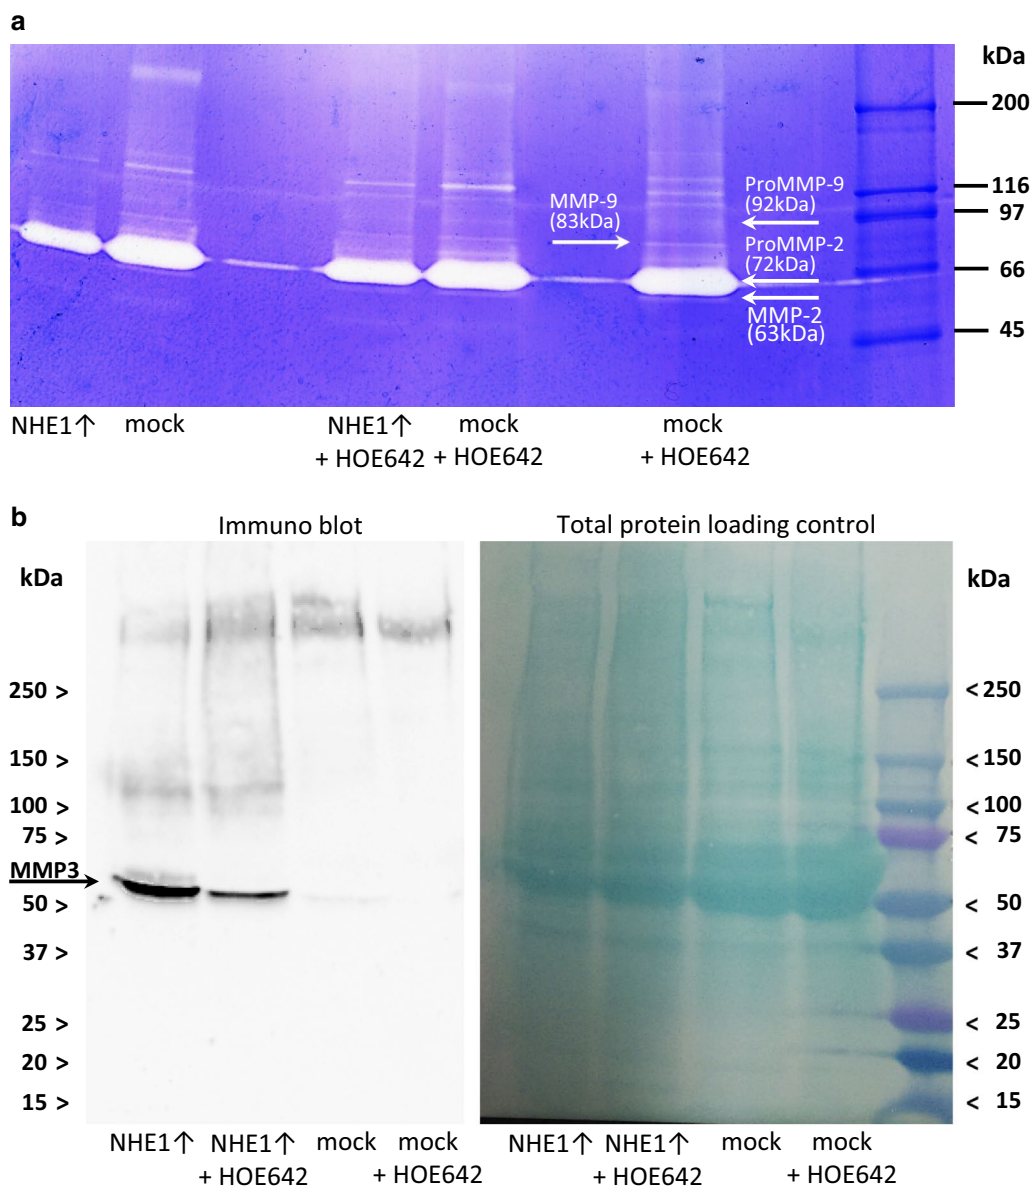 a
kDa
200
116
97
66
45
MMP-9
(83kDa)
ProMMP-9
(92kDa)
ProMMP-2
(72kDa)
MMP-2
(63kDa)
NHE1↑ mock NHE1↑ mock mock
+ HOE642 + HOE642 + HOE642
b
Immuno blot Total protein loading control
kDa
250 >
150 >
100 >
75 >
MMP3
50 >
37 >
25 >
20 >
15 >
kDa
< 250
< 150
< 100
< 75
< 50
< 37
< 25
< 20
< 15
NHE1↑ NHE1↑ mock mock
+ HOE642 + HOE642
NHE1↑ NHE1↑ mock mock
+ HOE642 + HOE642